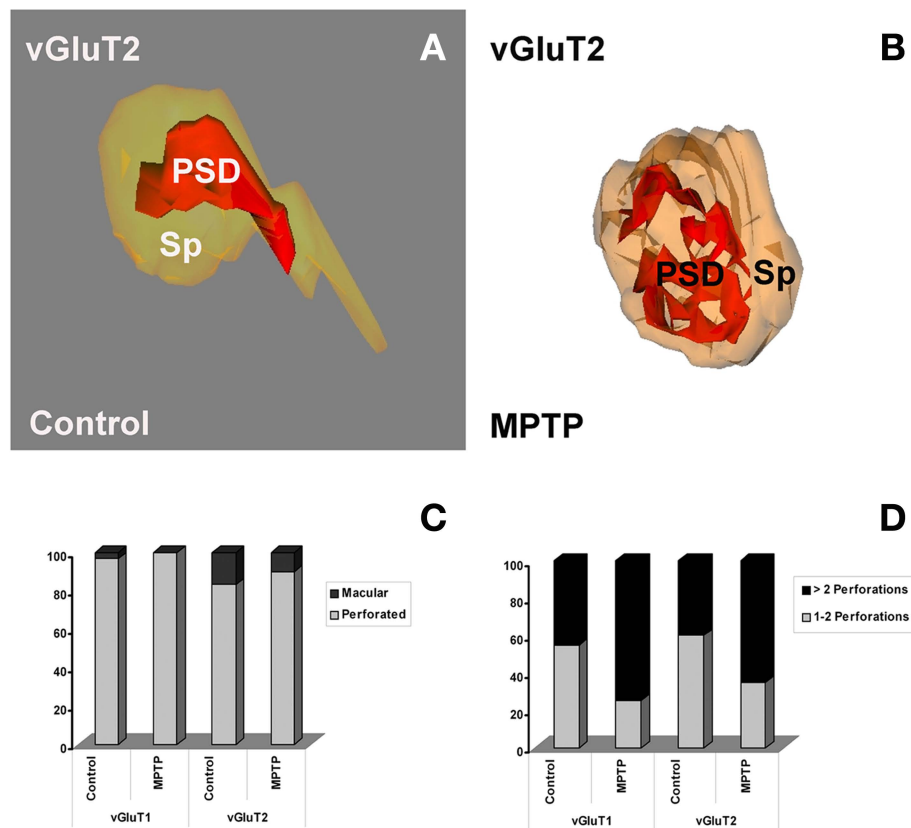 vGluT2 A
PSD
Sp
Control
vGluT2 B
PSD Sp
MPTP
C
100
80
60
40
20
0
Control MPTP Control MPTP
vGluT1 vGluT2
Macular
Perforated
D
100
80
60
40
20
0
Control MPTP Control MPTP
vGluT1 vGluT2
> 2 Perforations
1-2 Perforations